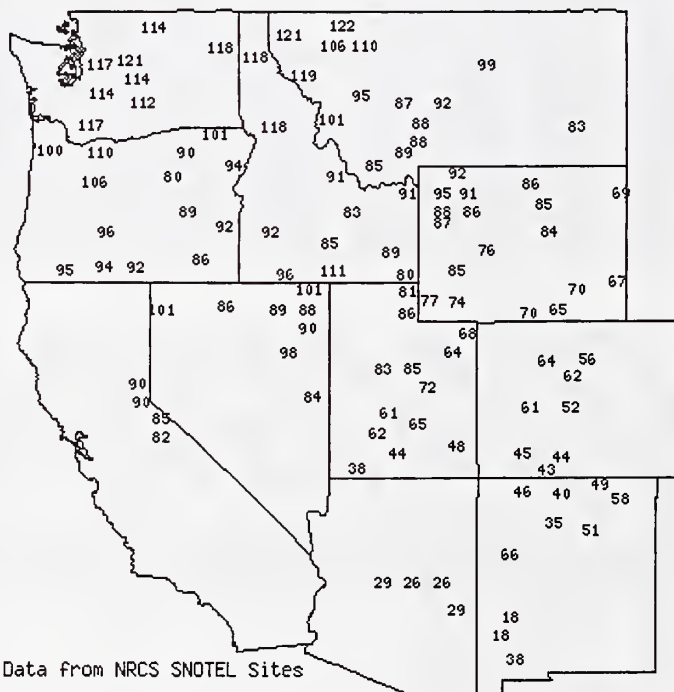 114 122
121
118 106 110
117 121 118 99
114 119
114 112 95 87 92
117 118 101 88 83
101 88
100 110 90 94 89
85
106 80 91 92 86 69
91 95 91
89 83 88 86 85
96 92 92 87 84
85 76
86 89
95 94 92 96 111 80 85 67
101 81 70
101 86 89 88 77 74 65
90 86 70
68
98 64 56
83 85 64 62
90 84 72
90 61 61 52
85 65
82 62 48
44 45 44
38 43
46 40 49
58
35 51
66
29 26 26
29 18
18
38
Data from NRCS SNOTEL Sites